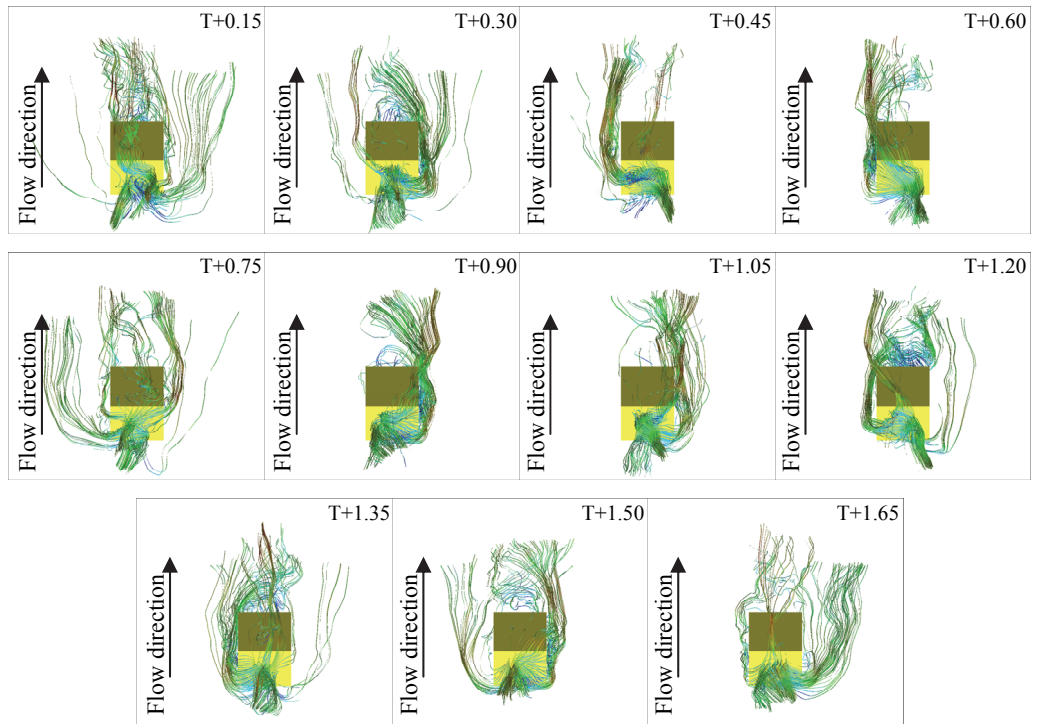 T+0.15
Flow direction
T+0.30
Flow direction
T+0.45
Flow direction
T+0.60
Flow direction
T+0.75
Flow direction
T+0.90
Flow direction
T+1.05
Flow direction
T+1.20
Flow direction
T+1.35
Flow direction
T+1.50
Flow direction
T+1.65
Flow direction